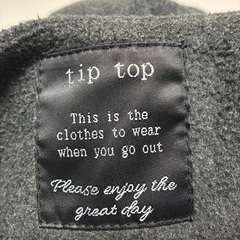 tip top
This is the
clothes to wear
when you go out
Please enjoy the
great day